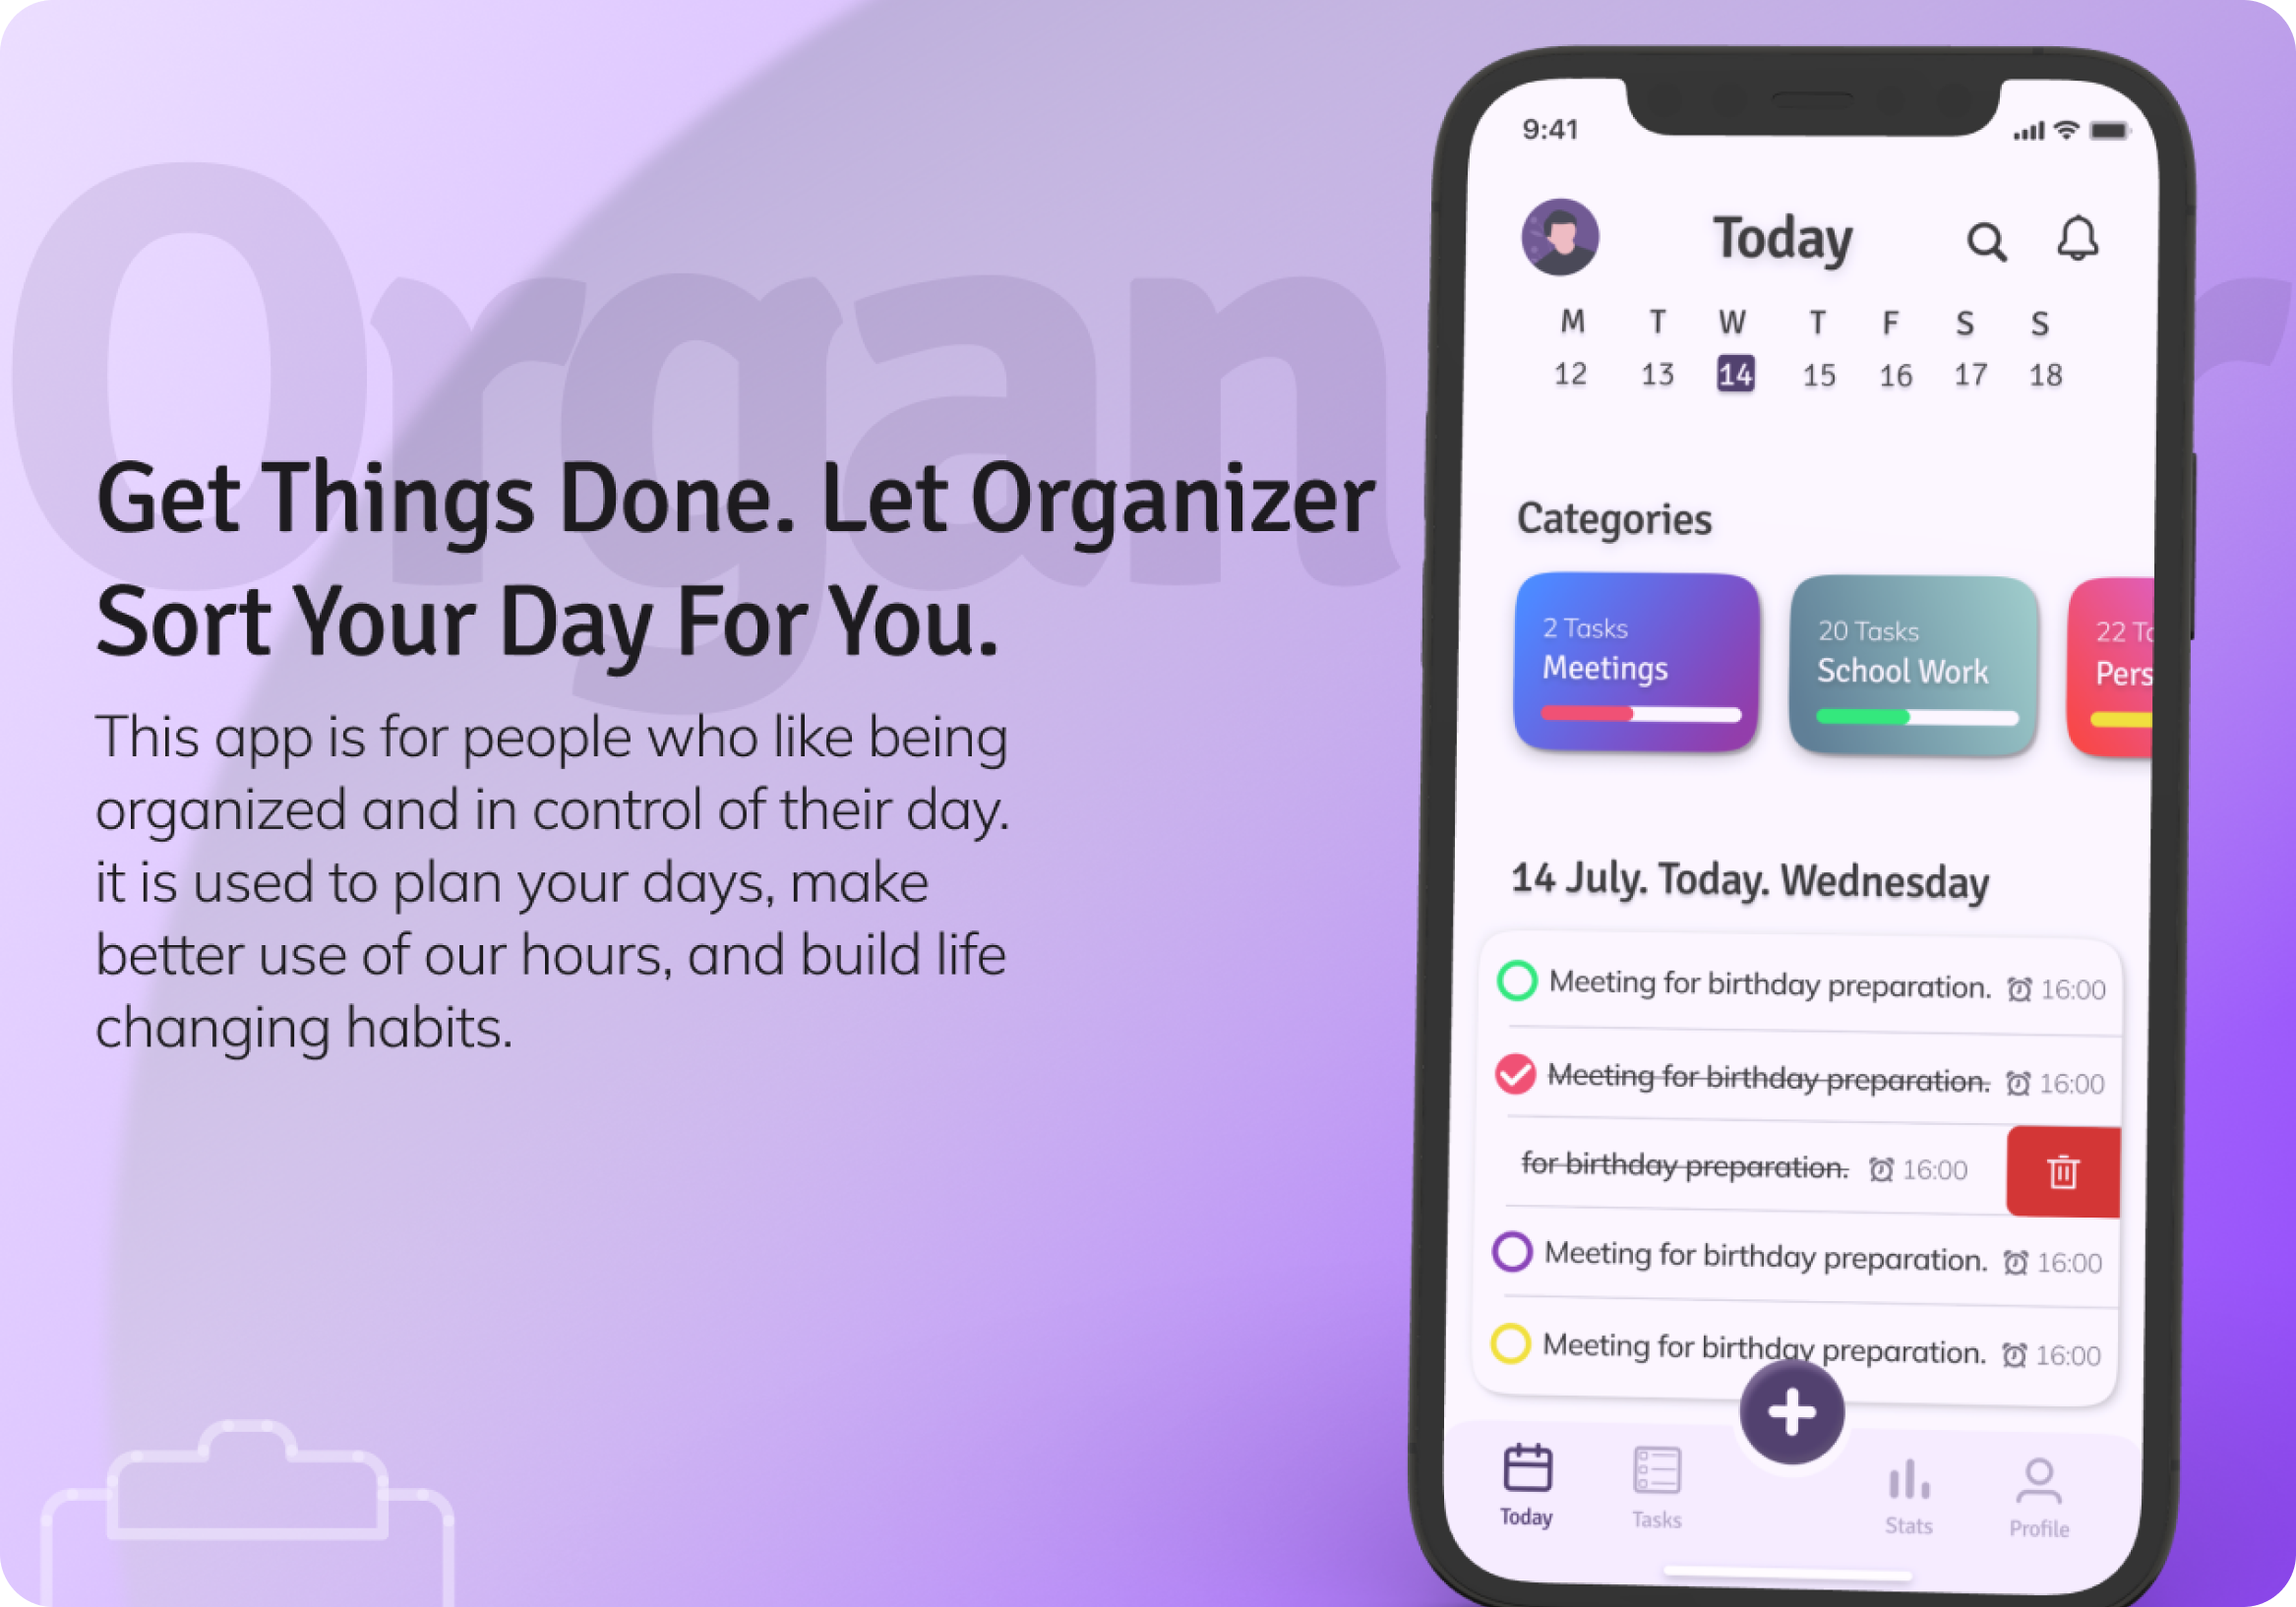 Organ r
Get Things Done. Let Organizer
Sort Your Day For You.
This app is for people who like being
organized and in control of their day.
it is used to plan your days, make
better use of our hours, and build life
changing habits.
9:41
Today
M T W T F S S
12 13 14 15 16 17 18
Categories
2 Tasks
Meetings
20 Tasks
School Work
22 Ta
Pers
14 July. Today. Wednesday
Meeting for birthday preparation. 16:00
Meeting for birthday preparation. 16:00
for birthday preparation. 16:00
Meeting for birthday preparation. 16:00
Meeting for birthday preparation. 16:00
Today Tasks Stats Profile